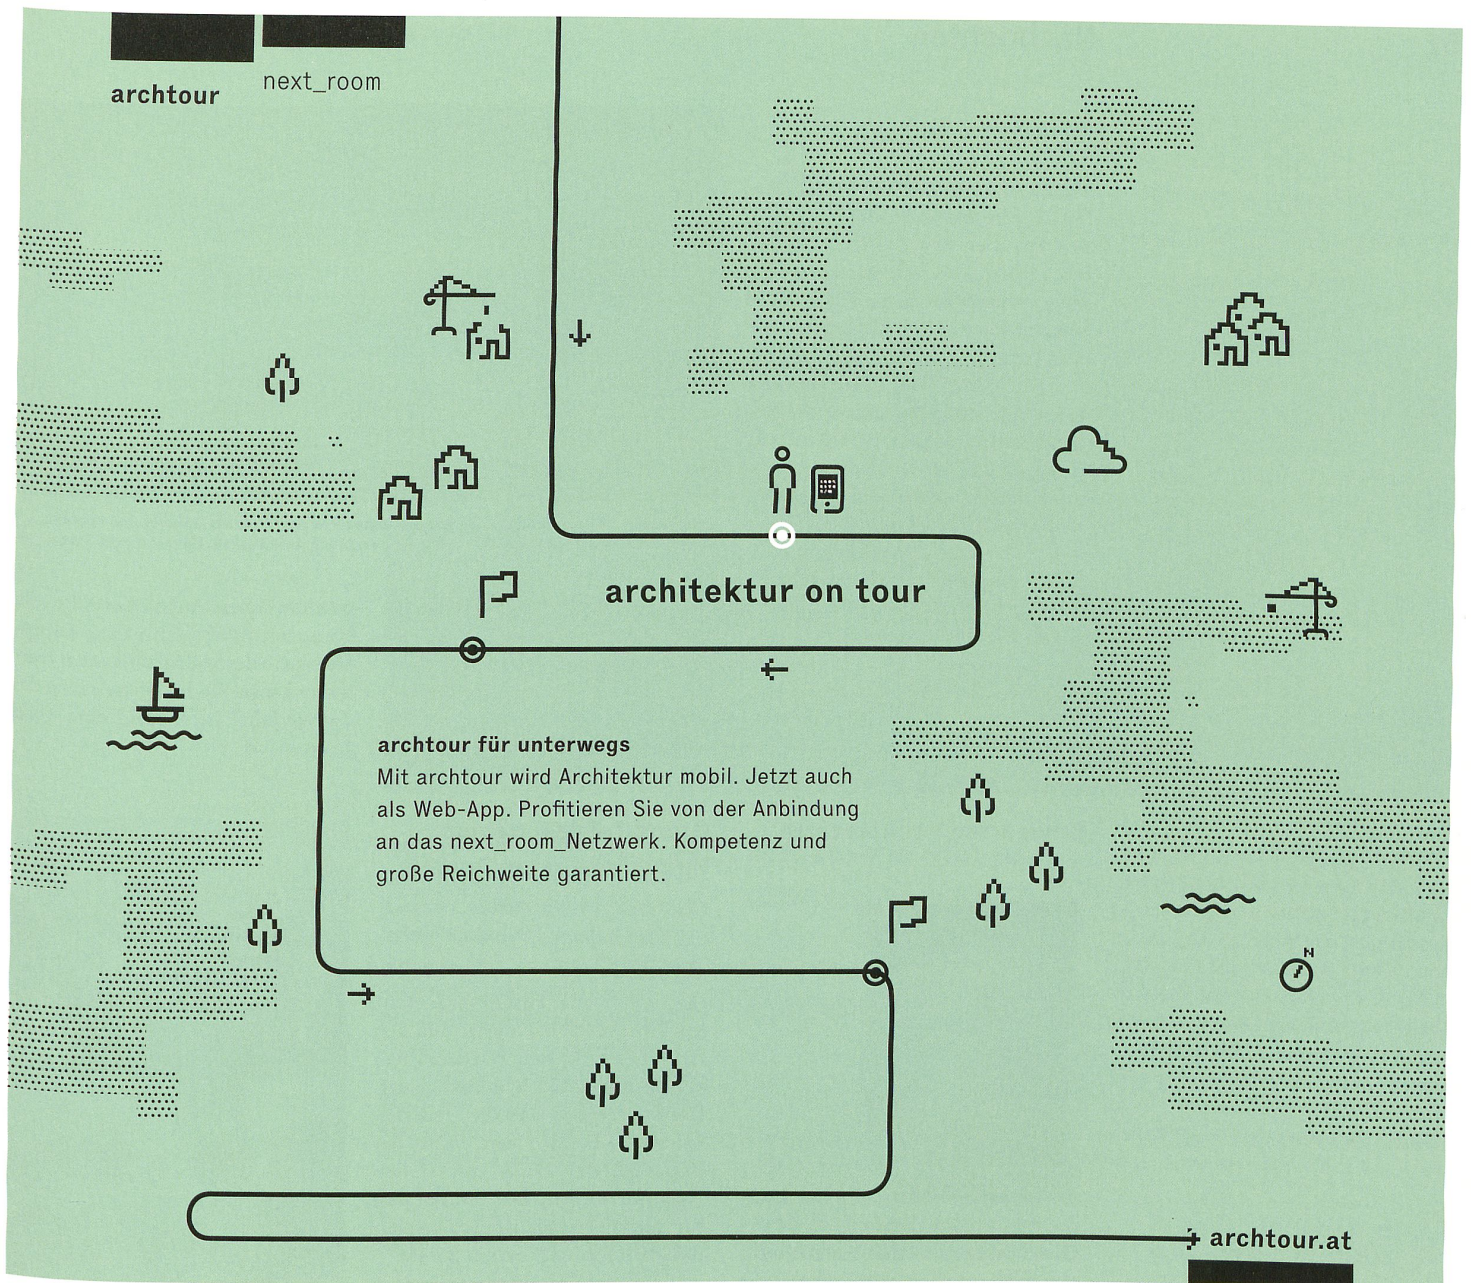 archtour
next_room
architektur on tour
archtour für unterwegs
Mit archtour wird Architektur mobil. Jetzt auch
als Web-App. Profitieren Sie von der Anbindung
an das next_room_Netzwerk. Kompetenz und
große Reichweite garantiert.
N
archtour.at